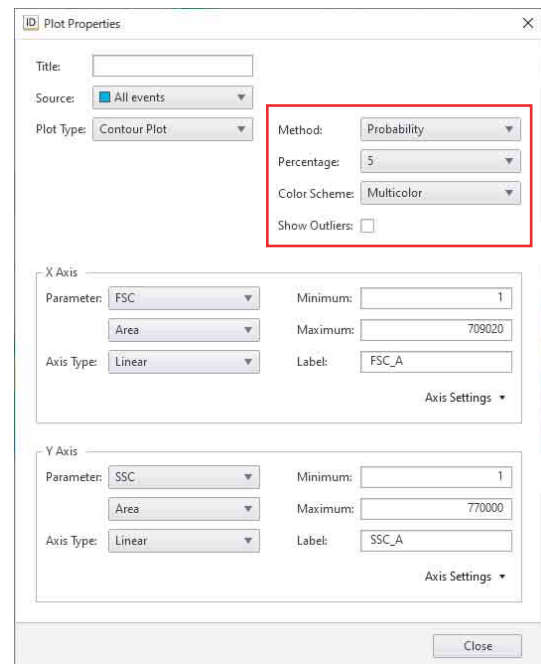 ID Plot Properties
Title:
Source: All events
Plot Type: Contour Plot
Method: Probability
Percentage: 5
Color Scheme: Multicolor
Show Outliers:
X Axis
Parameter: FSC Minimum: 1
Area Maximum: 709020
Axis Type: Linear Label: FSC_A
Axis Settings
Y Axis
Parameter: SSC Minimum: 1
Area Maximum: 770000
Axis Type: Linear Label: SSC_A
Axis Settings
Close